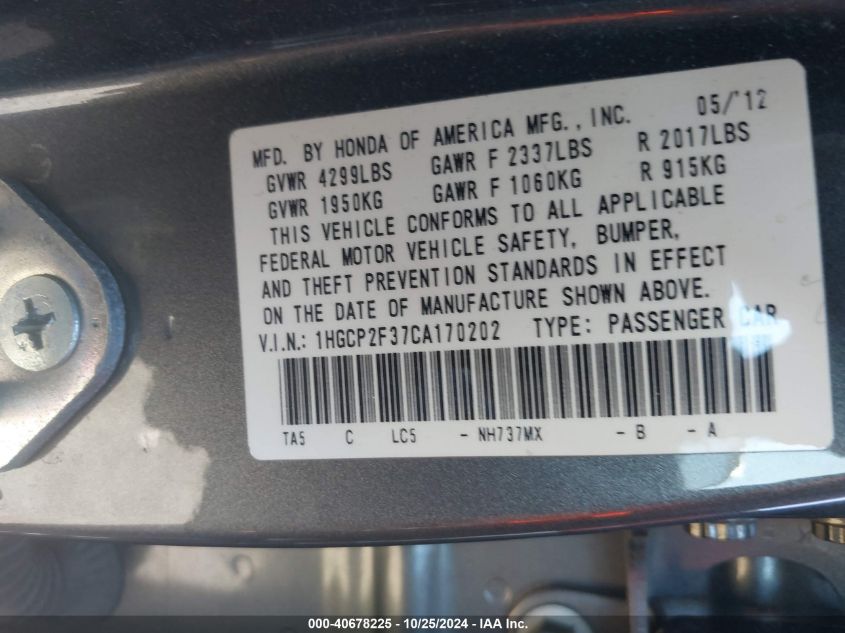 MFD. BY HONDA OF AMERICA MFG., INC. 05/'12
GVWR 4299LBS GAWR F 2337LBS R 2017LBS
GVWR 1950KG GAWR F 1060KG R 915KG
THIS VEHICLE CONFORMS TO ALL APPLICABLE
FEDERAL MOTOR VEHICLE SAFETY, BUMPER,
AND THEFT PREVENTION STANDARDS IN EFFECT
ON THE DATE OF MANUFACTURE SHOWN ABOVE.
V.I.N.: 1HGCP2F37CA170202 TYPE: PASSENGER CAR
TA5 C LC5 - NH737MX - B - A
000-40678225 - 10/25/2024 - IAA, Inc.